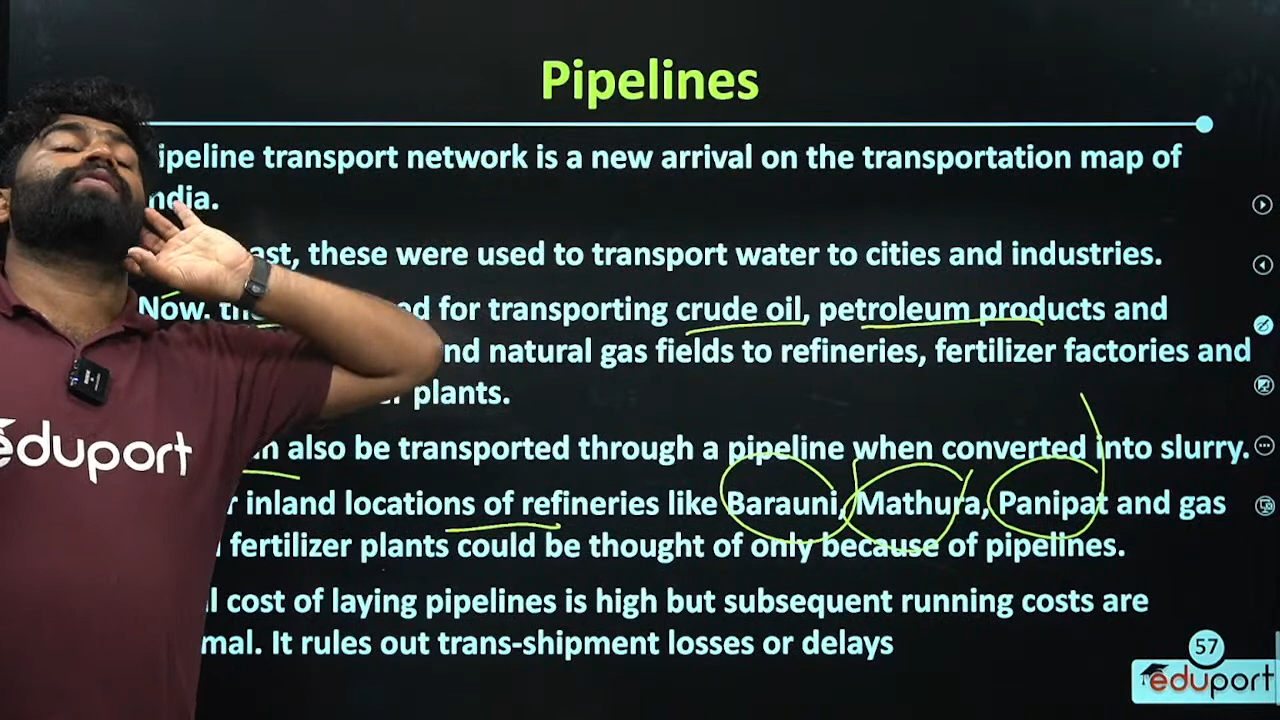 Pipelines
ipeline transport network is a new arrival on the transportation map of
ndia.
ast, these were used to transport water to cities and industries.
Now, d for transporting crude oil, petroleum products and
nd natural gas fields to refineries, fertilizer factories and
plants.
also be transported through a pipeline when converted into slurry.
r inland locations of refineries like Barauni, Mathura, Panipat and gas
fertilizer plants could be thought of only because of pipelines.
l cost of laying pipelines is high but subsequent running costs are
mal. It rules out trans-shipment losses or delays
eduport
57
eduport